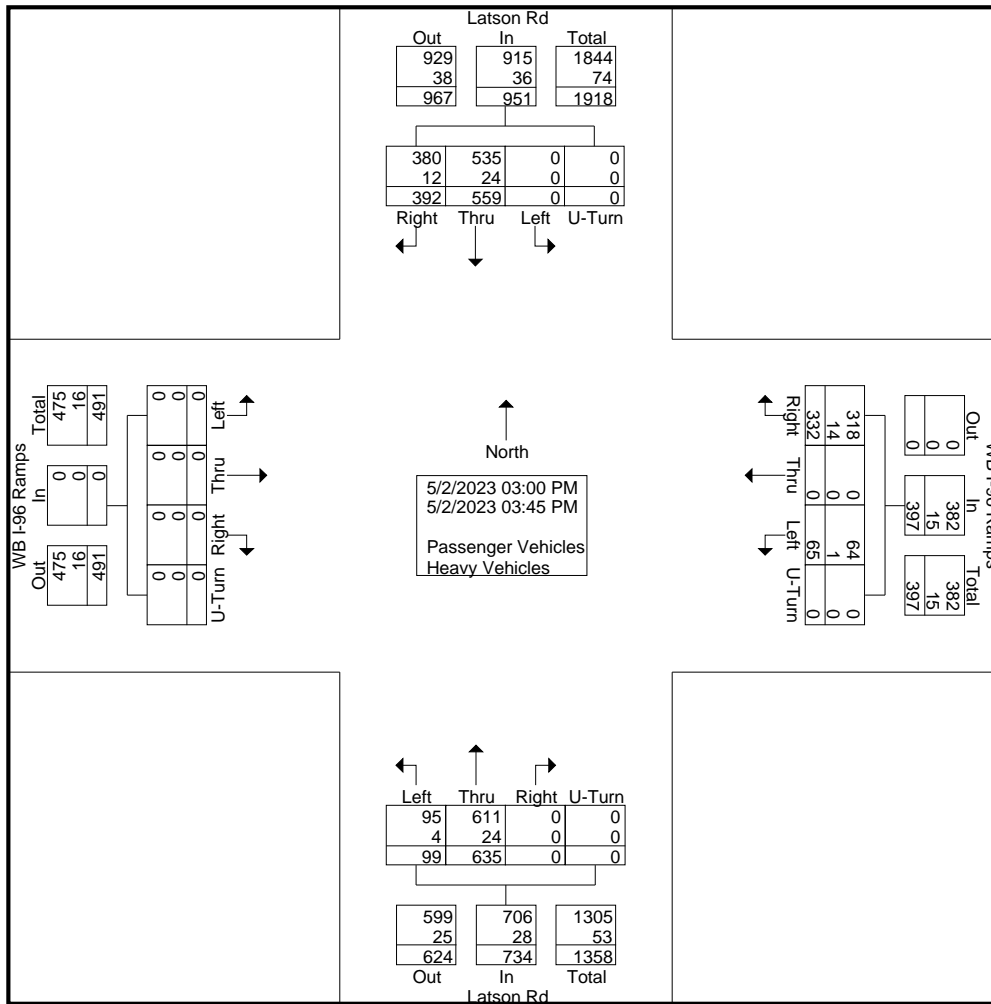 Latson Rd
Out In Total
929 915 1844
38 36 74
967 951 1918
380 535 0 0
12 24 0 0
392 559 0 0
Right Thru Left U-Turn
WB I-96 Ramps
Out In Total
475 0 475
16 0 16
491 0 491
0 0 0 0
0 0 0 0
0 0 0 0
Left Thru Right U-Turn
North
5/2/2023 03:00 PM
5/2/2023 03:45 PM
Passenger Vehicles
Heavy Vehicles
Right Thru Left U-Turn
318 0 64 0
14 0 1 0
332 0 65 0
Out In Total
0 382 382
0 15 15
0 397 397
Ramps
Left Thru Right U-Turn
95 611 0 0
4 24 0 0
99 635 0 0
599 706 1305
25 28 53
624 734 1358
Out In Total
Latson Rd